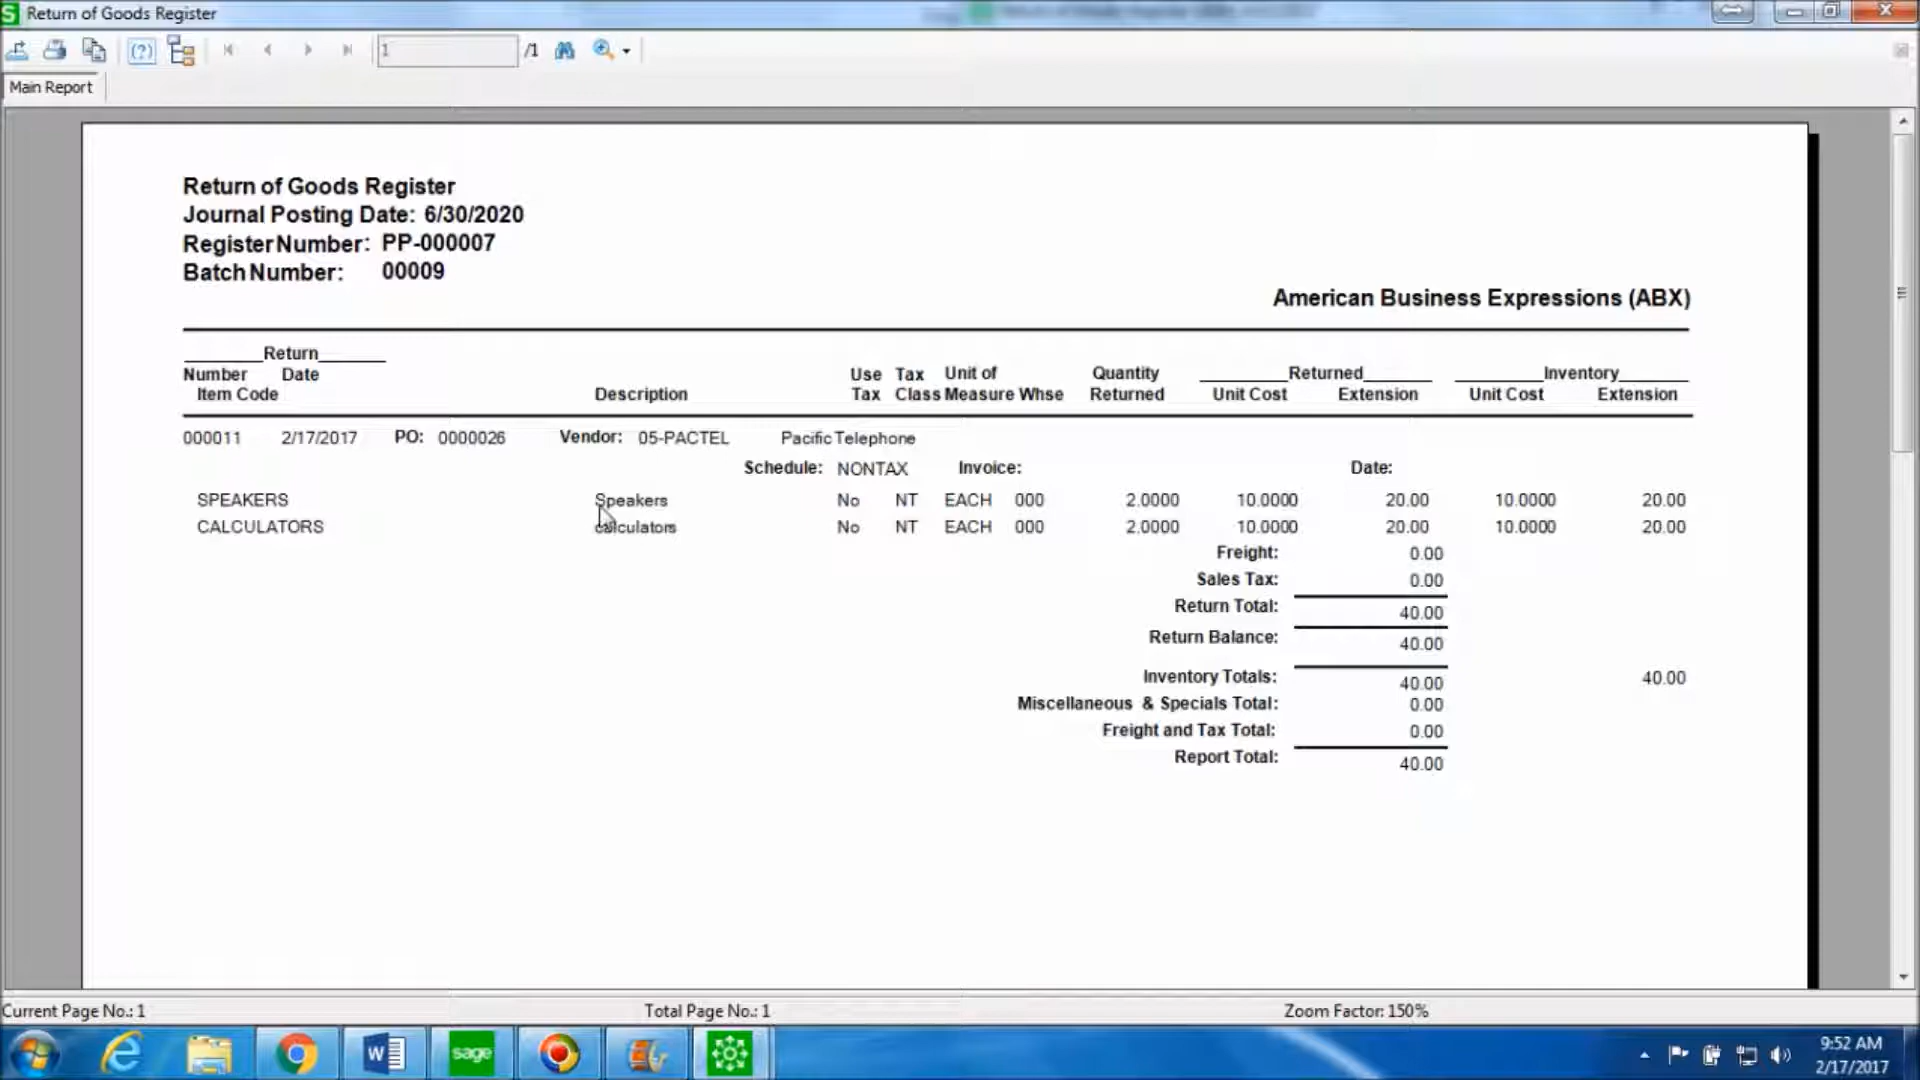 Return of Goods Register
1 /1
Main Report
Return of Goods Register
Journal Posting Date: 6/30/2020
Register Number: PP-000007
Batch Number: 00009
American Business Expressions (ABX)
Return
Number Date Use Tax Unit of Quantity Returned Inventory
Item Code Description Tax Class Measure Whse Returned Unit Cost Extension Unit Cost Extension
000011 2/17/2017 PO: 0000026 Vendor: 05-PACTEL Pacific Telephone
Schedule: NONTAX Invoice: Date:
SPEAKERS Speakers No NT EACH 000 2.0000 10.0000 20.00 10.0000 20.00
CALCULATORS calculators No NT EACH 000 2.0000 10.0000 20.00 10.0000 20.00
Freight: 0.00
Sales Tax: 0.00
Return Total: 40.00
Return Balance: 40.00
Inventory Totals: 40.00 40.00
Miscellaneous & Specials Total: 0.00
Freight and Tax Total: 0.00
Report Total: 40.00
Current Page No.: 1 Total Page No.: 1 Zoom Factor: 150%
W sage
9:52 AM
2/17/2017